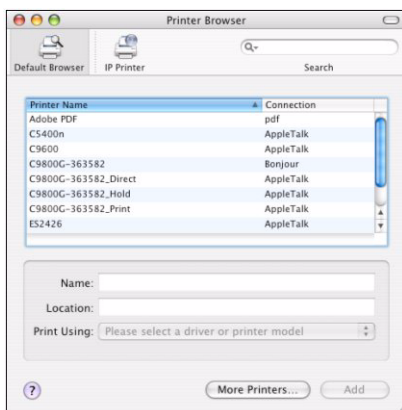 Printer Browser
Default Browser IP Printer Search
Printer Name Connection
Adobe PDF pdf
C5400n AppleTalk
C9600 AppleTalk
C9800G-363582 Bonjour
C9800G-363582_Direct AppleTalk
C9800G-363582_Hold AppleTalk
C9800G-363582_Print AppleTalk
ES2426 AppleTalk
Name:
Location:
Print Using: Please select a driver or printer model
? More Printers... Add